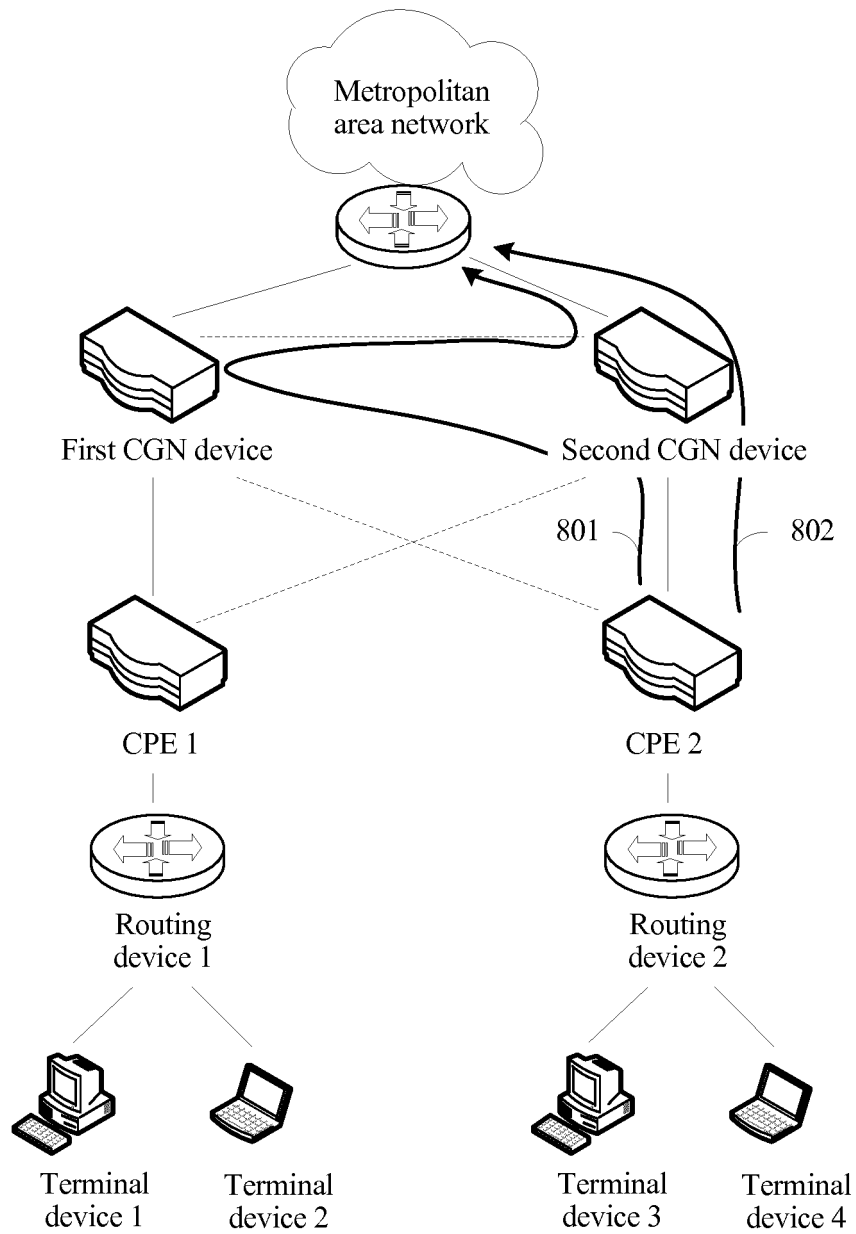 Metropolitan
area network
First CGN device
Second CGN device
801
802
CPE 1
CPE 2
Routing
device 1
Routing
device 2
Terminal
device 1
Terminal
device 2
Terminal
device 3
Terminal
device 4